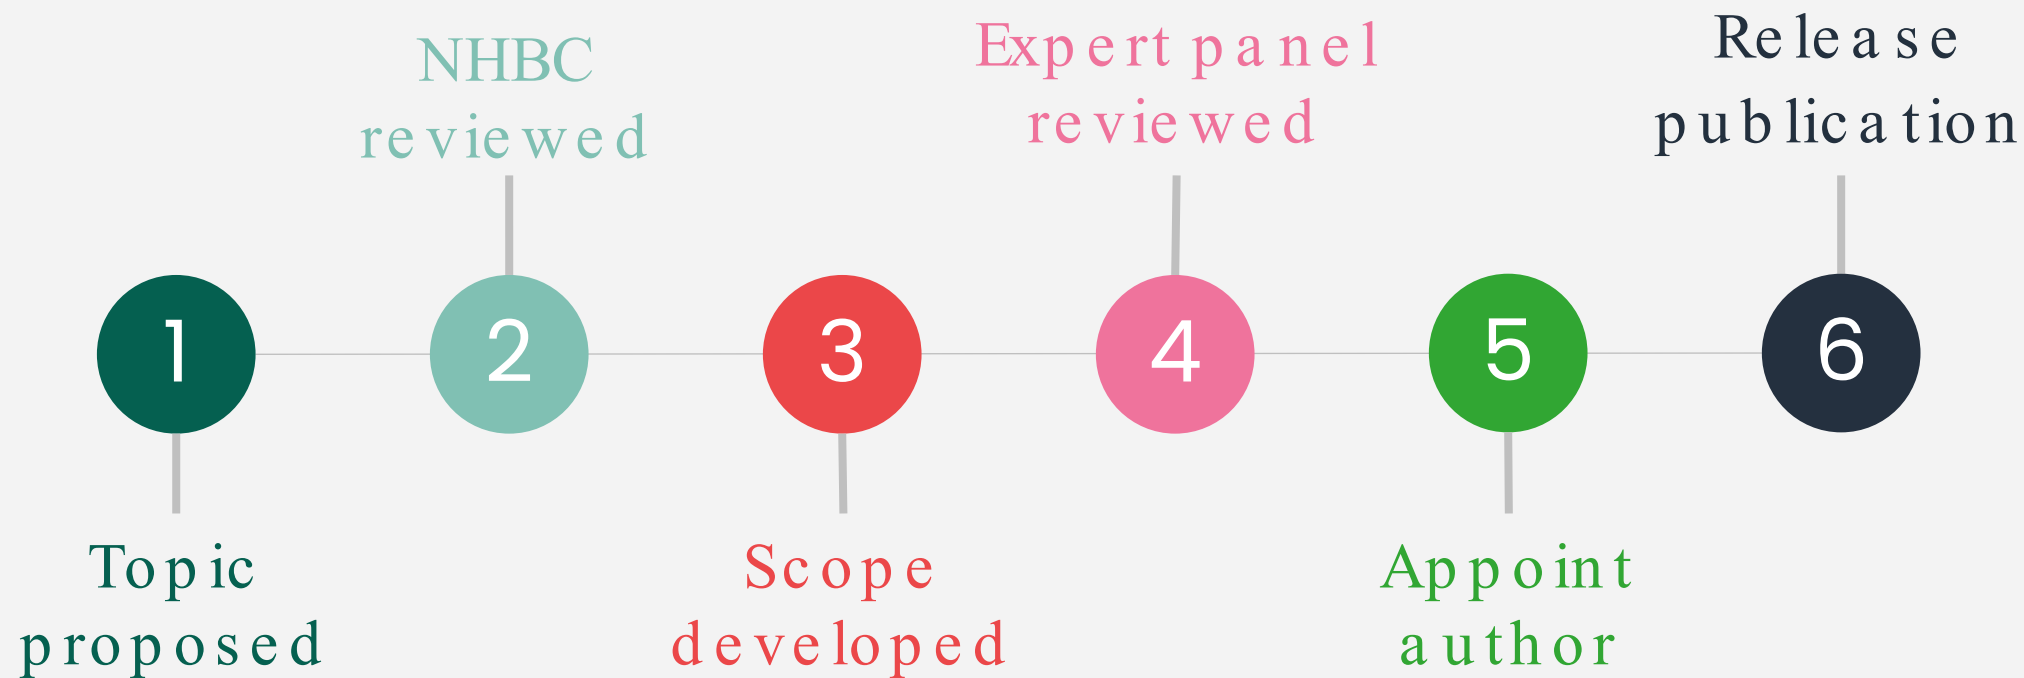 NHBC
reviewed
Expert panel
reviewed
Release
publication
1
2
3
4
5
6
Topic
proposed
Scope
developed
Appoint
author